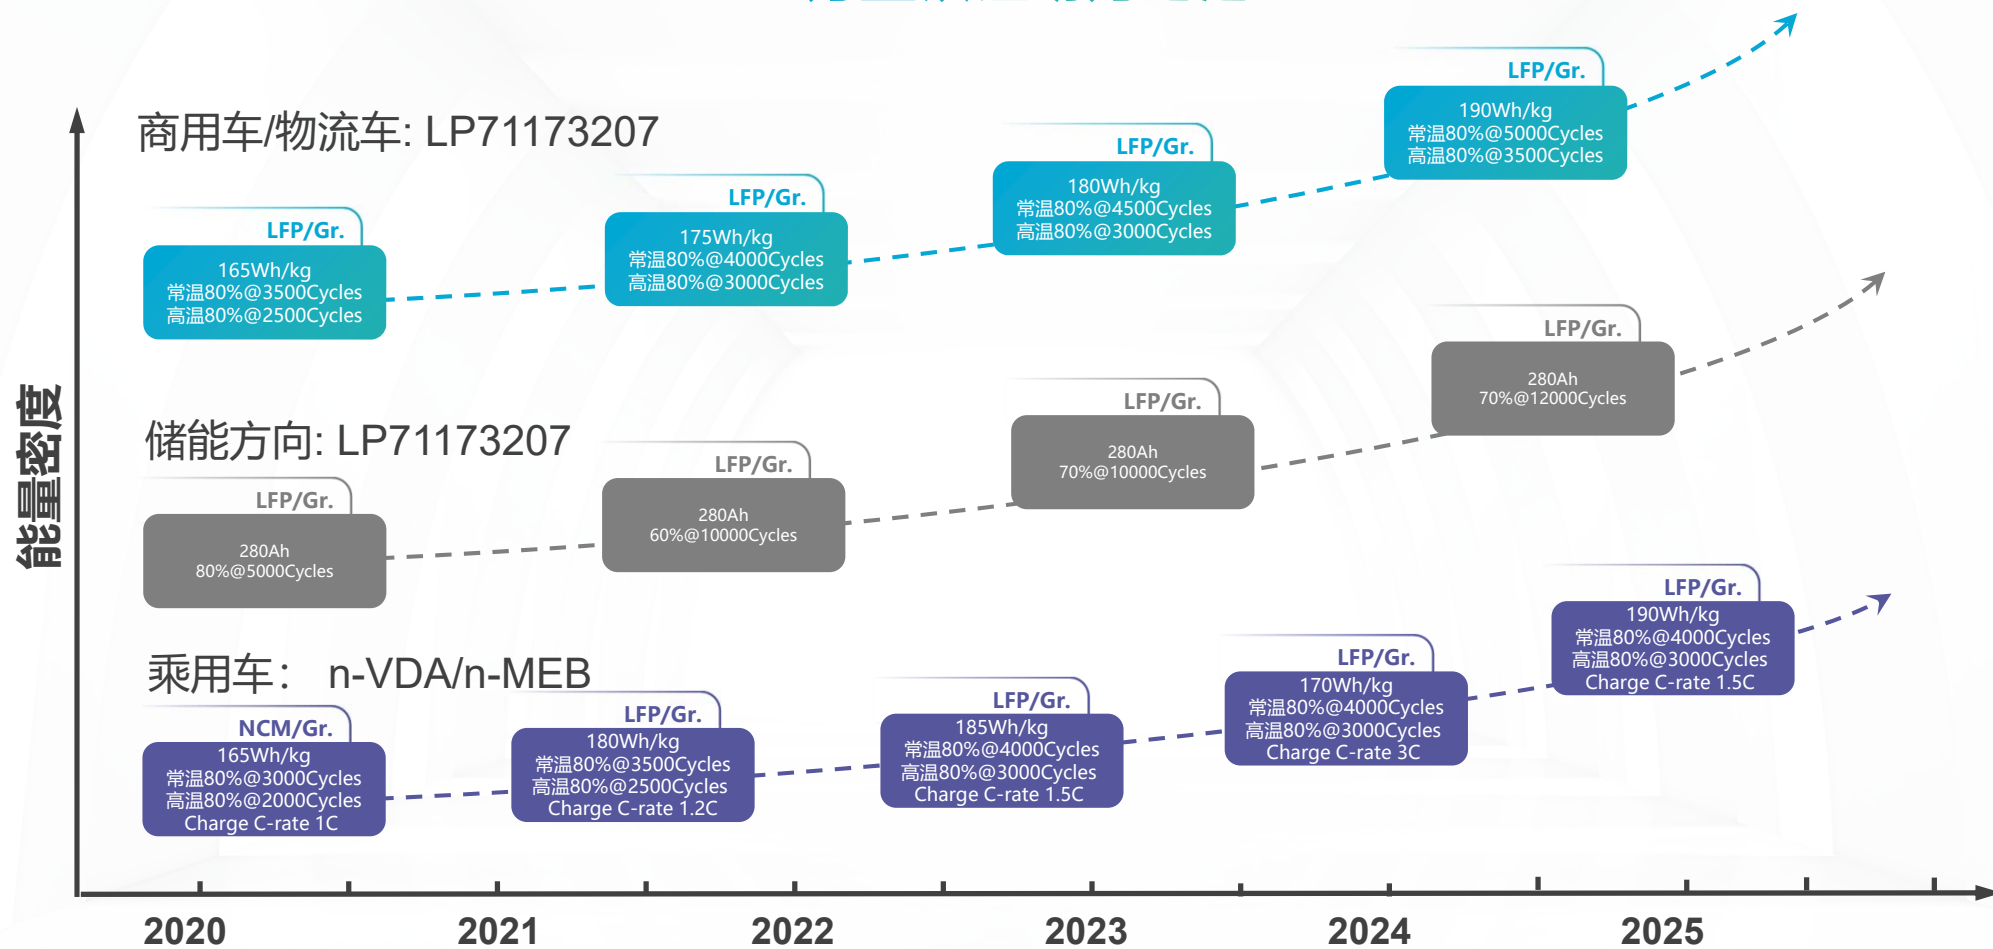 商用车/物流车: LP71173207
LFP/Gr.
165Wh/kg
常温80%@3500Cycles
高温80%@2500Cycles
LFP/Gr.
175Wh/kg
常温80%@4000Cycles
高温80%@3000Cycles
LFP/Gr.
180Wh/kg
常温80%@4500Cycles
高温80%@3000Cycles
LFP/Gr.
190Wh/kg
常温80%@5000Cycles
高温80%@3500Cycles
能量密度
储能方向: LP71173207
LFP/Gr.
280Ah
80%@5000Cycles
LFP/Gr.
280Ah
60%@10000Cycles
LFP/Gr.
280Ah
70%@10000Cycles
LFP/Gr.
280Ah
70%@12000Cycles
乘用车： n-VDA/n-MEB
NCM/Gr.
165Wh/kg
常温80%@3000Cycles
高温80%@2000Cycles
Charge C-rate 1C
LFP/Gr.
180Wh/kg
常温80%@3500Cycles
高温80%@2500Cycles
Charge C-rate 1.2C
LFP/Gr.
185Wh/kg
常温80%@4000Cycles
高温80%@3000Cycles
Charge C-rate 1.5C
LFP/Gr.
170Wh/kg
常温80%@4000Cycles
高温80%@3000Cycles
Charge C-rate 3C
LFP/Gr.
190Wh/kg
常温80%@4000Cycles
高温80%@3000Cycles
Charge C-rate 1.5C
2020
2021
2022
2023
2024
2025